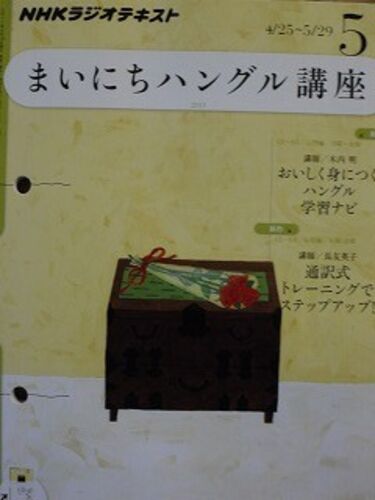 NHKラジオテキスト
4/25~5/29 5
まいにちハングル講座
講師/木内 明
おいしく身につく
ハングル
学習ナビ
講師/長友英子
通訳式
トレーニングで
ステップアップ!